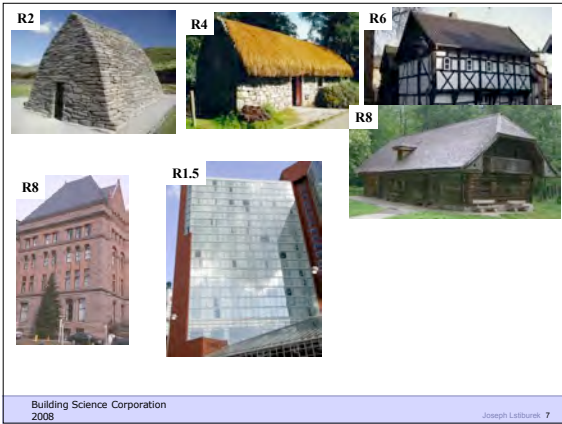 R2
R4
R6
R8
R8
R1.5
Building Science Corporation
2008
Joseph Lstiburek 7